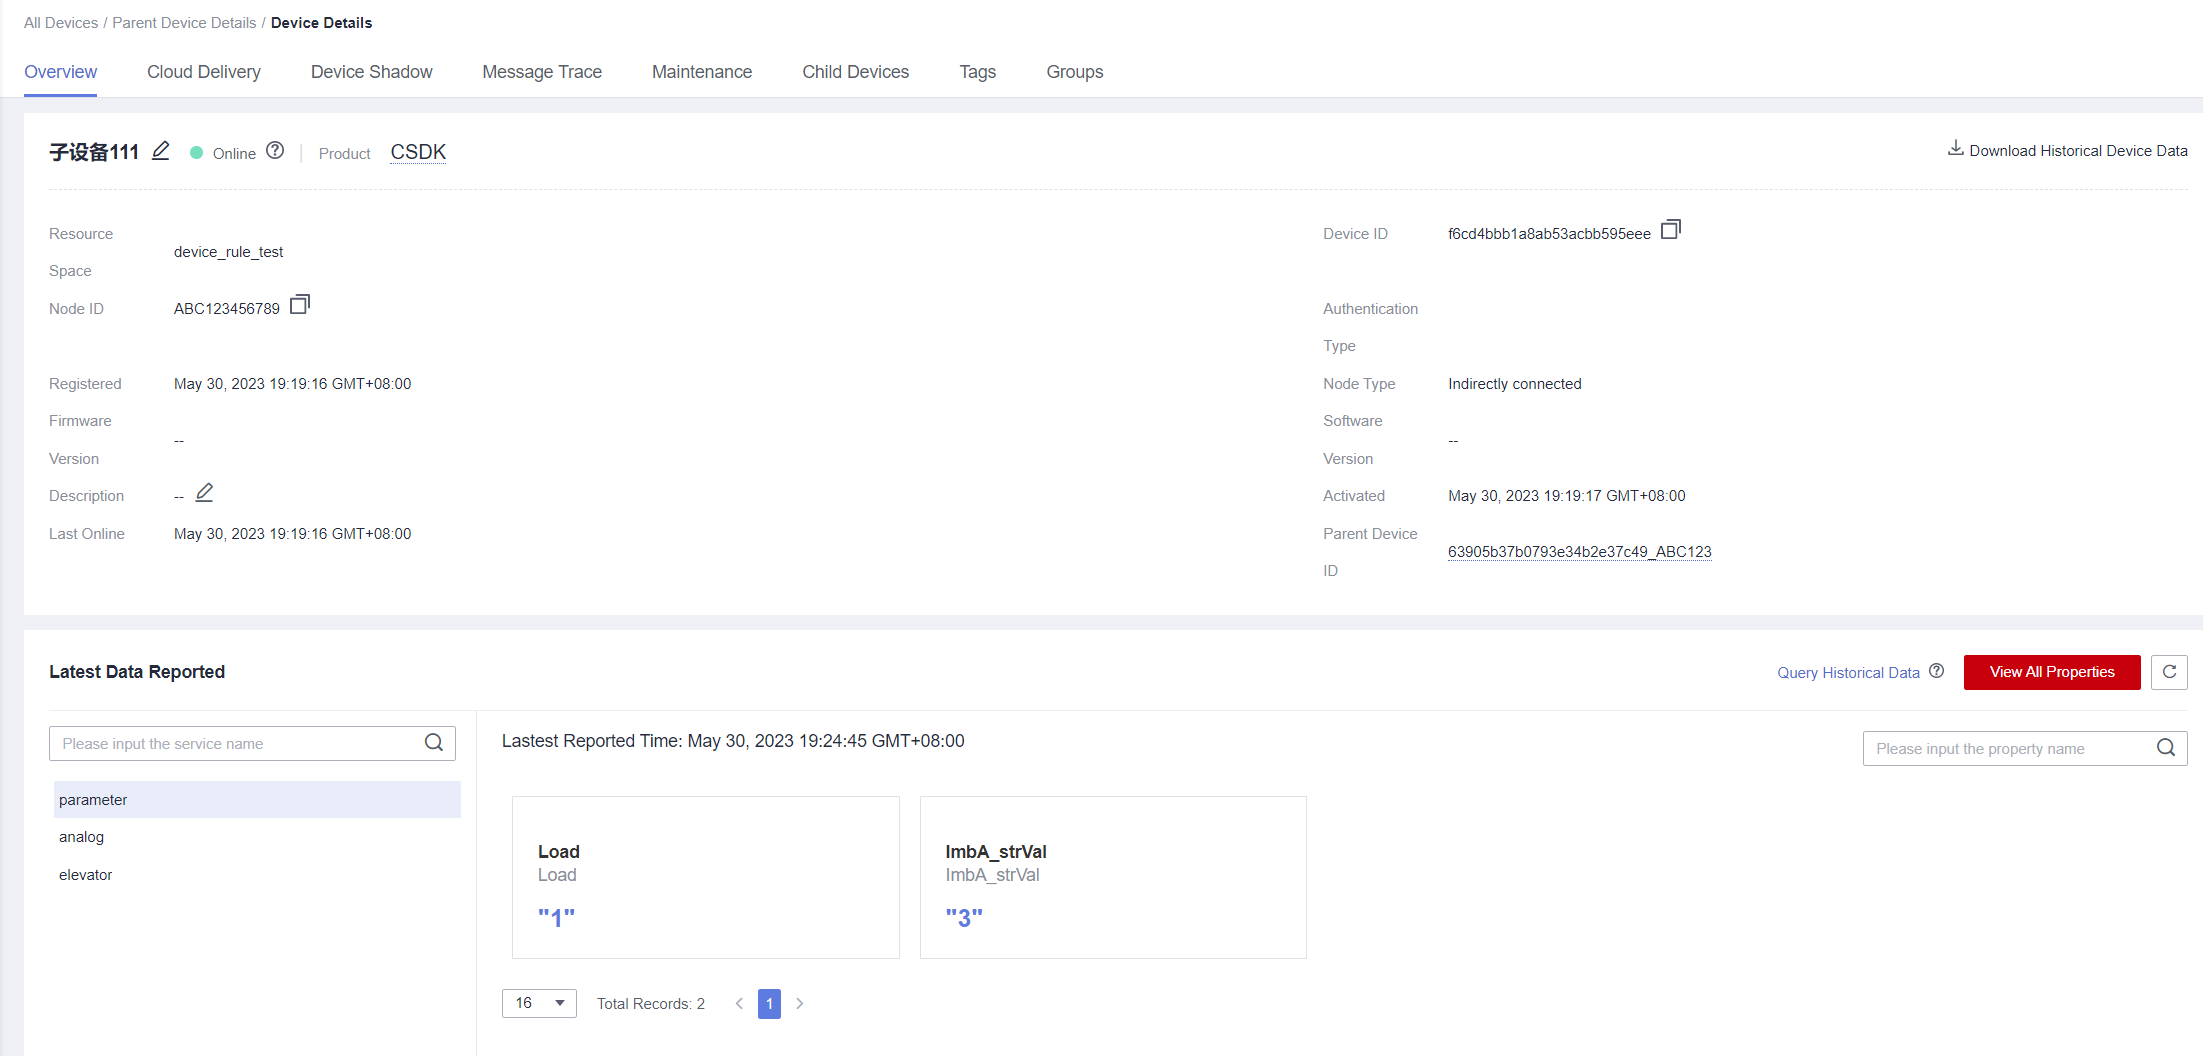 All Devices / Parent Device Details / Device Details
Overview Cloud Delivery Device Shadow Message Trace Maintenance Child Devices Tags Groups
子设备111 Online Product CSDK Download Historical Device Data
Resource Space device_rule_test
Device ID f6cd4bbb1a8ab53acbb595eee
Node ID ABC123456789
Authentication Type
Registered May 30, 2023 19:19:16 GMT+08:00
Node Type Indirectly connected
Firmware Version --
Software Version --
Description --
Activated May 30, 2023 19:19:17 GMT+08:00
Last Online May 30, 2023 19:19:16 GMT+08:00
Parent Device ID 63905b37b0793e34b2e37c49_ABC123
Latest Data Reported Query Historical Data View All Properties
Please input the service name
parameter
analog
elevator
Lastest Reported Time: May 30, 2023 19:24:45 GMT+08:00
Please input the property name
Load
Load
"1"
ImbA_strVal
ImbA_strVal
"3"
16 Total Records: 2 < 1 >